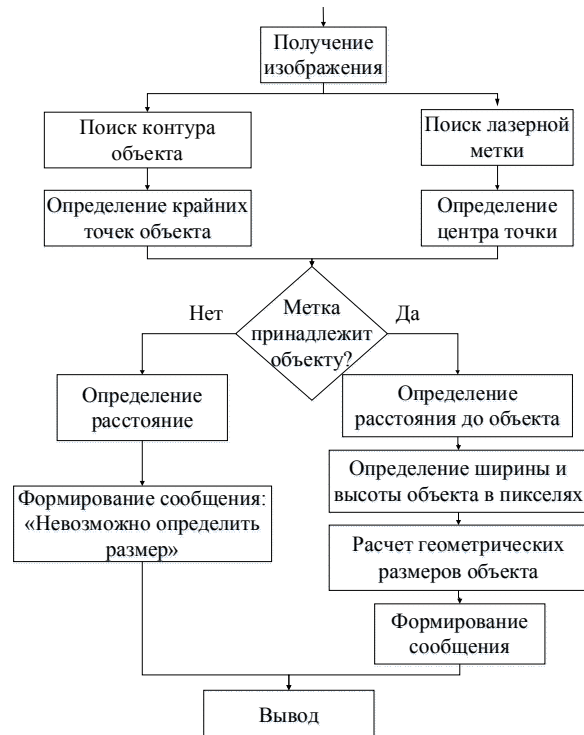 Получение
изображения
Поиск контура
объекта
Поиск лазерной
метки
Определение крайних
точек объекта
Определение
центра точки
Метка
принадлежит
объекту?
Нет
Да
Определение
расстояние
Формирование сообщения:
«Невозможно определить
размер»
Определение
расстояния до объекта
Определение ширины и
высоты объекта в пикселях
Расчет геометрических
размеров объекта
Формирование
сообщения
Вывод